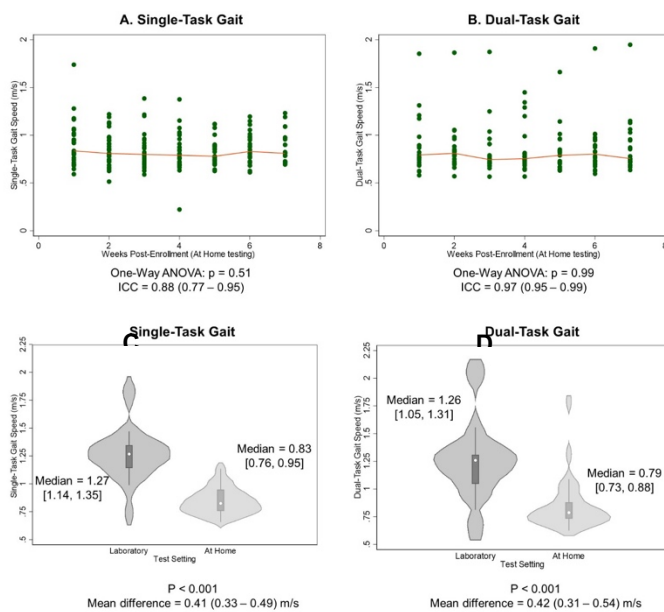 A. Single-Task Gait
Single-Task Gait Speed (m/s)
2
1.5
1
.5
0
0 2 4 6 8
Weeks Post-Enrollment (At Home testing)
One-Way ANOVA: p = 0.51
ICC = 0.88 (0.77 – 0.95)
B. Dual-Task Gait
Dual-Task Gait Speed (m/s)
2
1.5
1
.5
0
0 2 4 6 8
Weeks Post-Enrollment (At Home testing)
One-Way ANOVA: p = 0.99
ICC = 0.97 (0.95 – 0.99)
Single-Task Gait
C
Single-Task Gait Speed (m/s)
2.25
2
1.75
1.5
1.25
1
.75
.5
Median = 1.27
[1.14, 1.35]
Median = 0.83
[0.76, 0.95]
Laboratory At Home
Test Setting
P < 0.001
Mean difference = 0.41 (0.33 – 0.49) m/s
Dual-Task Gait
D
Dual-Task Gait Speed (m/s)
2.25
2
1.75
1.5
1.25
1
.75
.5
Median = 1.26
[1.05, 1.31]
Median = 0.79
[0.73, 0.88]
Laboratory At Home
Test Setting
P < 0.001
Mean difference = 0.42 (0.31 – 0.54) m/s